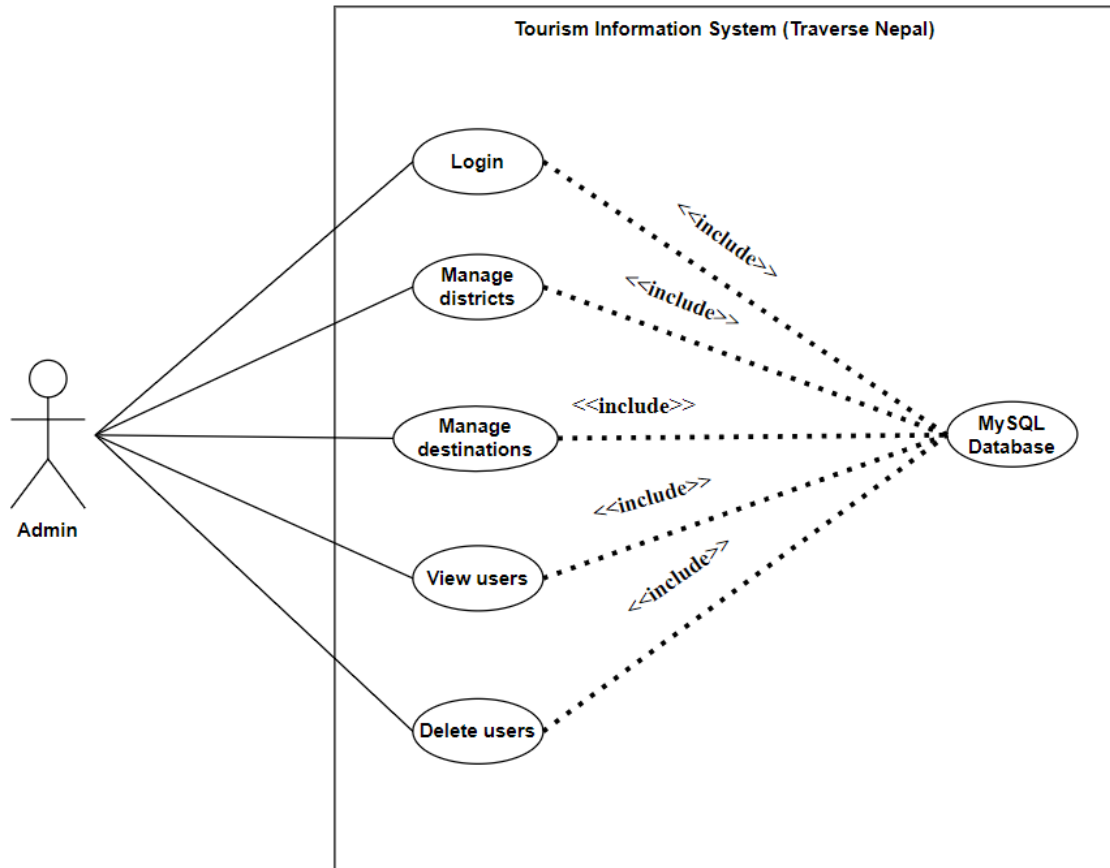 Tourism Information System (Traverse Nepal)
Login
<<include>>
Manage
districts
<<include>>
Manage
destinations
<<include>>
MySQL
Database
Admin
View users
<<include>>
<<include>>
Delete users